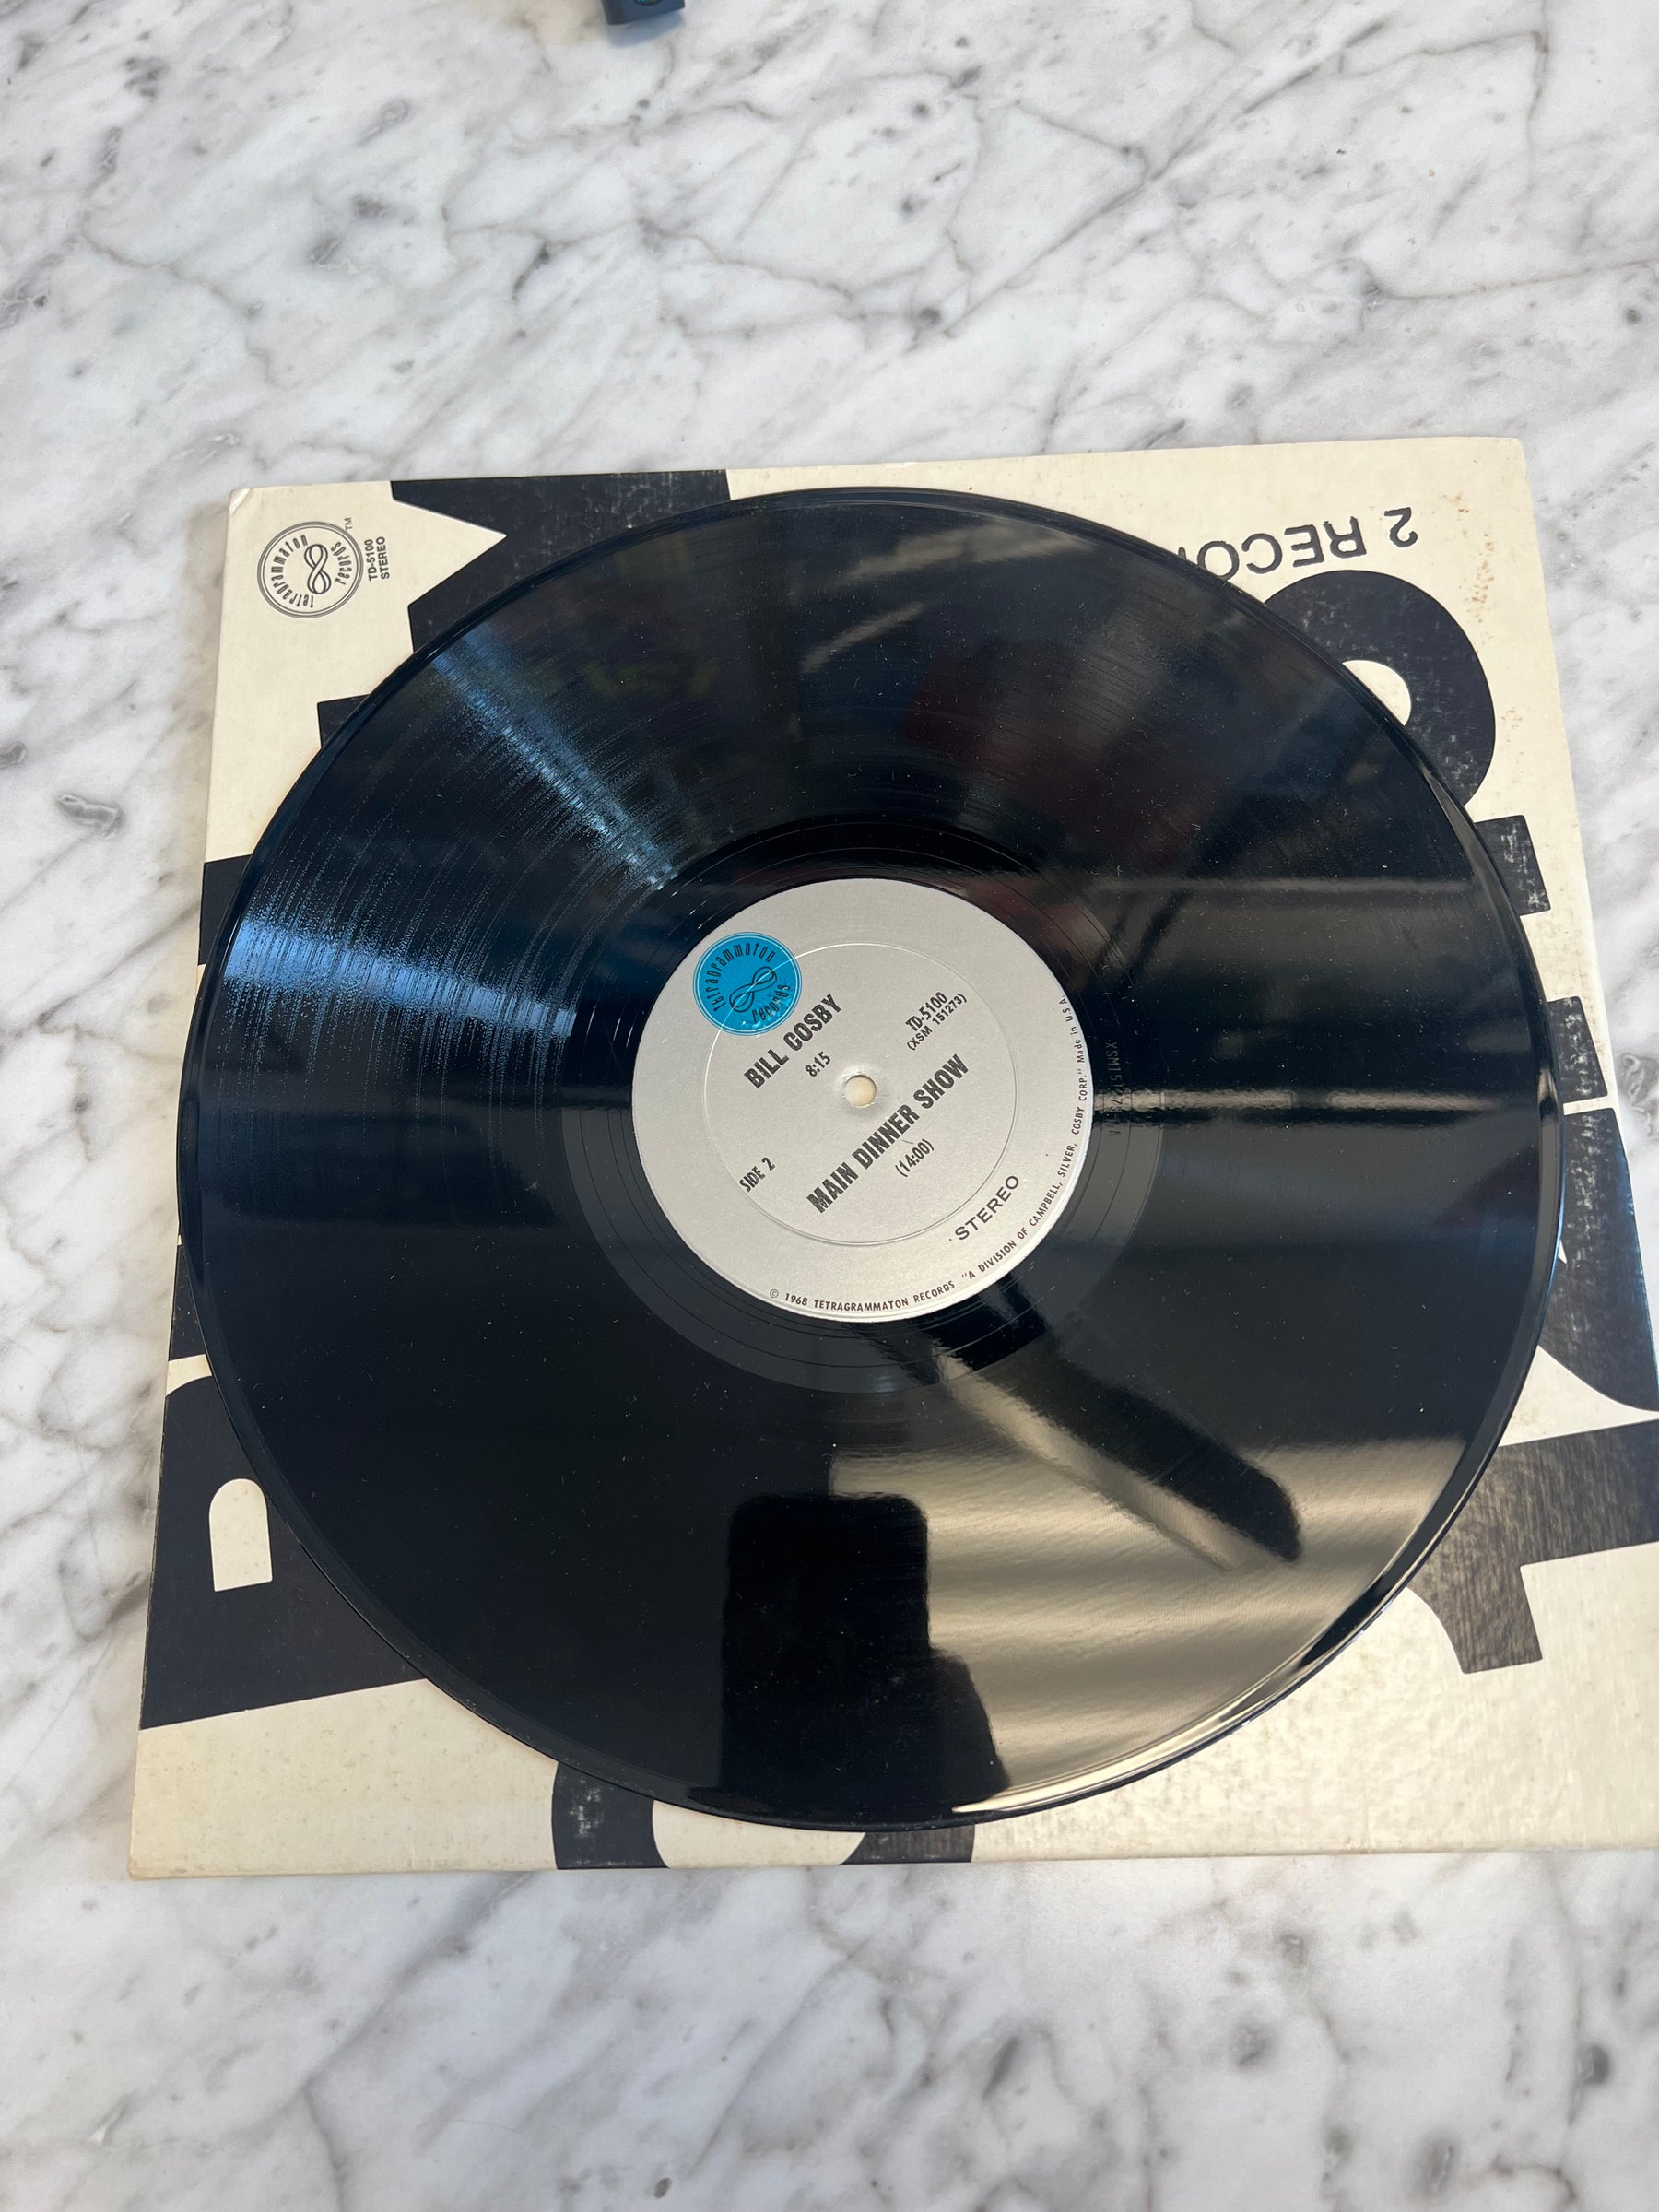 tetragrammaton records TM
TD-5100
STEREO
2 RECO
tetragrammaton records
BILL COSBY
8:15
TD-5100
(XSM 151273)
SIDE 2
MAIN DINNER SHOW
(14:00)
STEREO
© 1968 TETRAGRAMMATON RECORDS "A DIVISION OF CAMPBELL, SILVER, COSBY CORP." Made in U.S.A.